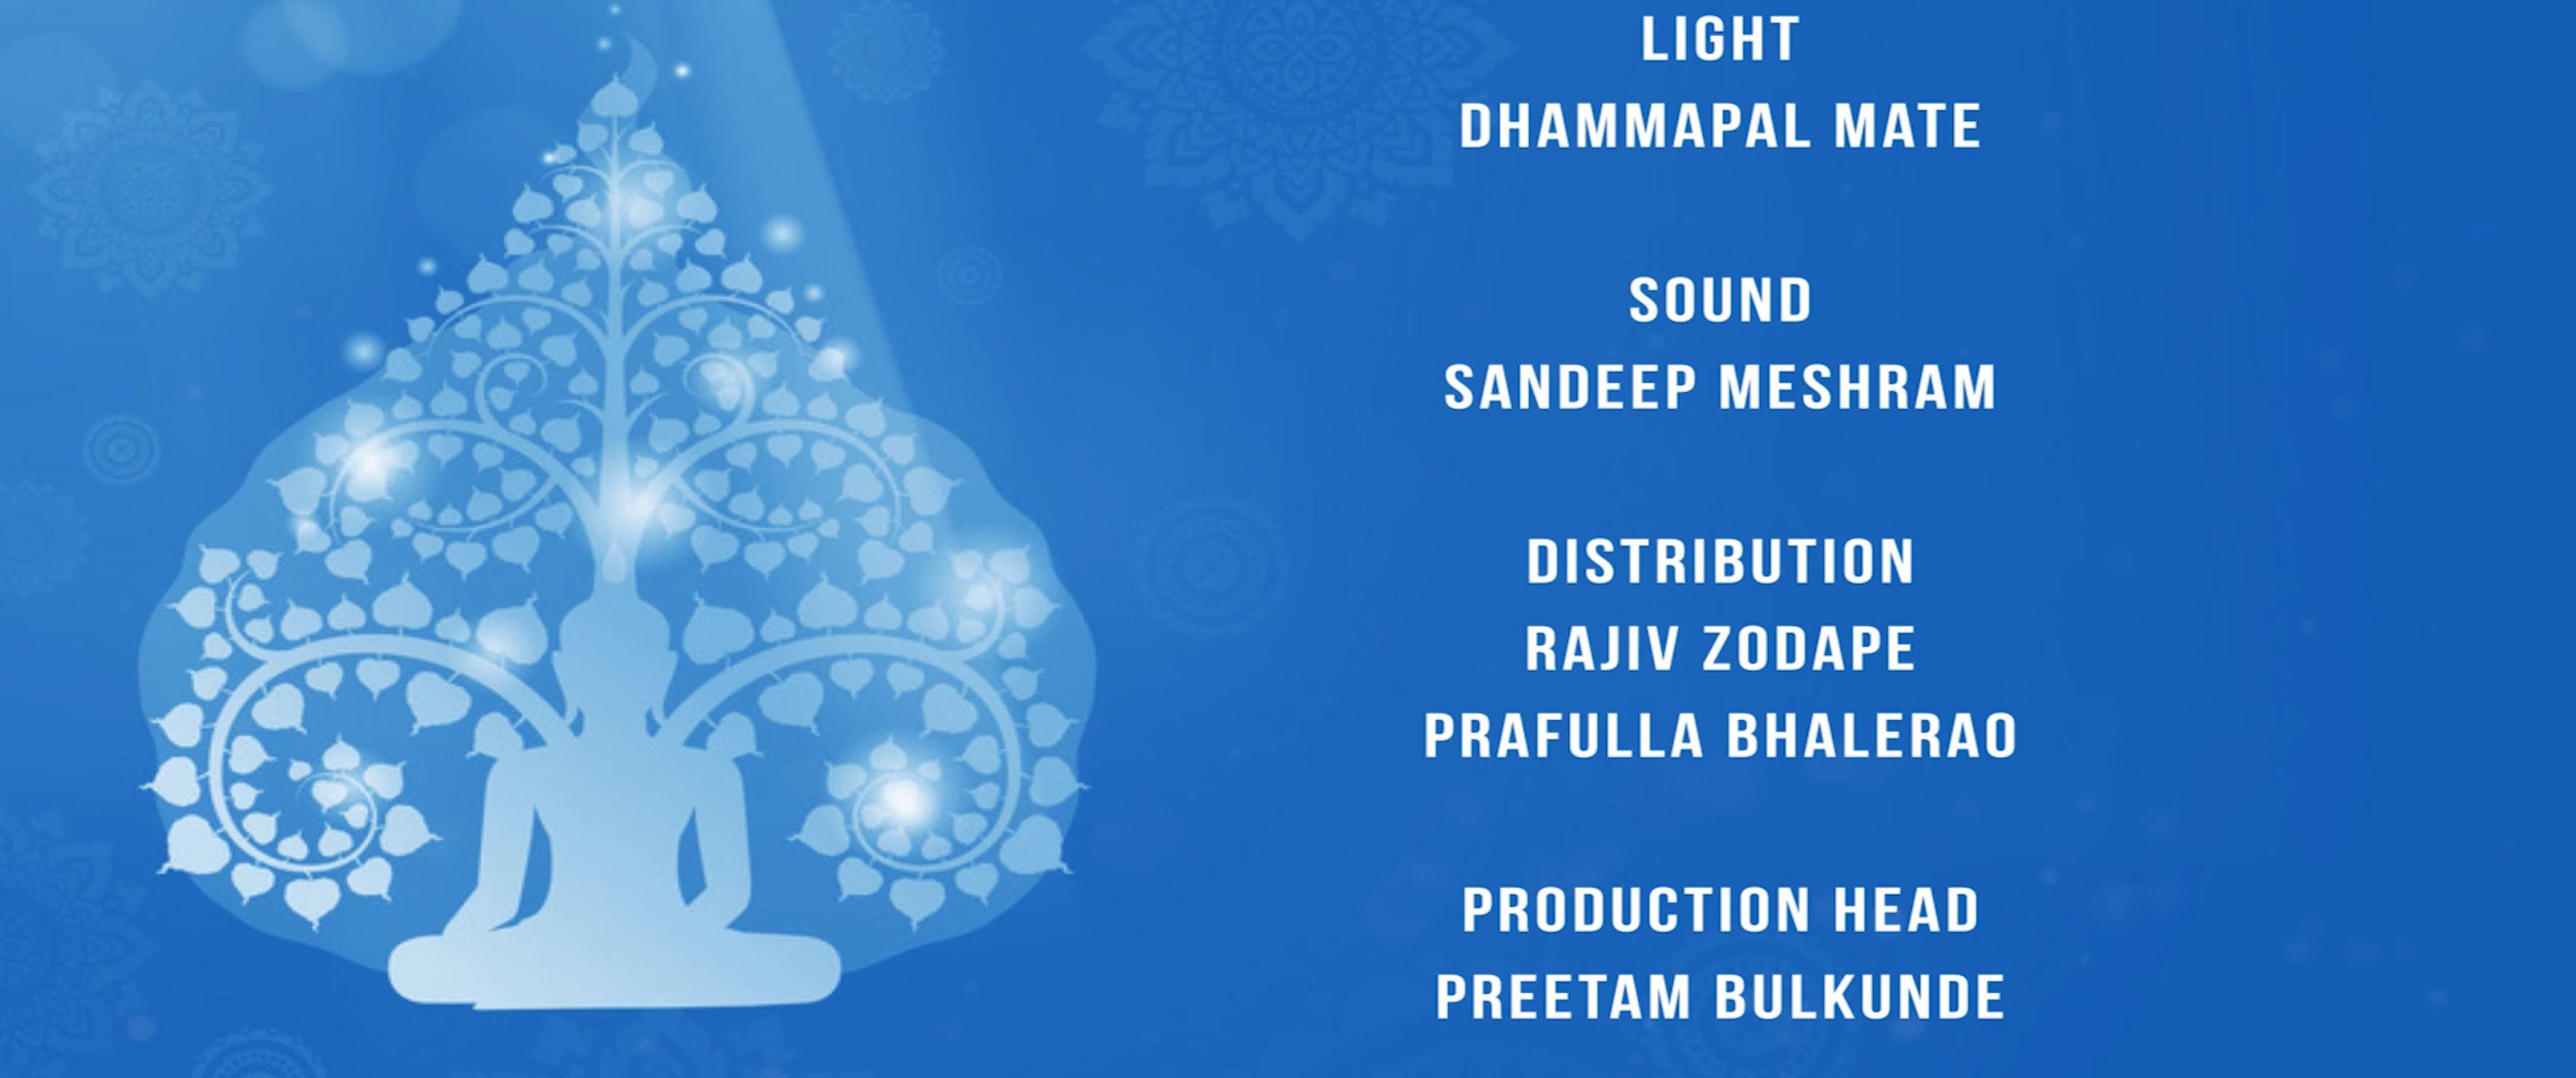 LIGHT
DHAMMAPAL MATE
SOUND
SANDEEP MESHRAM
DISTRIBUTION
RAJIV ZODAPE
PRAFULLA BHALERAO
PRODUCTION HEAD
PREETAM BULKUNDE